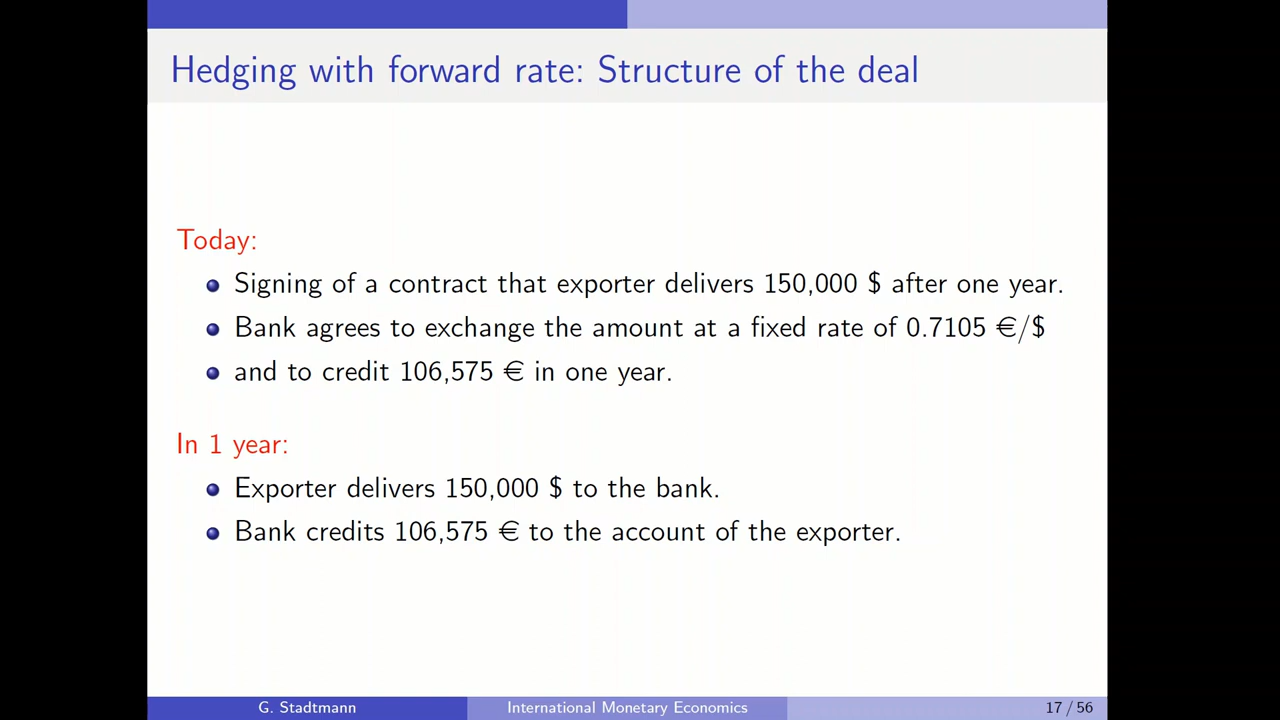 Hedging with forward rate: Structure of the deal
Today:
Signing of a contract that exporter delivers 150,000 $ after one year.
Bank agrees to exchange the amount at a fixed rate of 0.7105 €/$
and to credit 106,575 € in one year.
In 1 year:
Exporter delivers 150,000 $ to the bank.
Bank credits 106,575 € to the account of the exporter.
G. Stadtmann International Monetary Economics 17 / 56